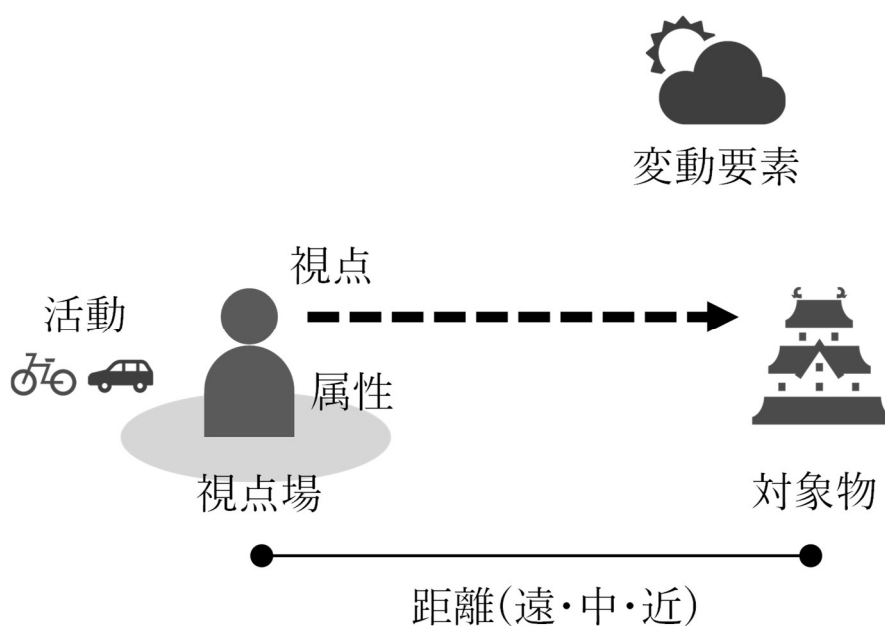 変動要素
視点
活動
属性
視点場
対象物
距離(遠・中・近)